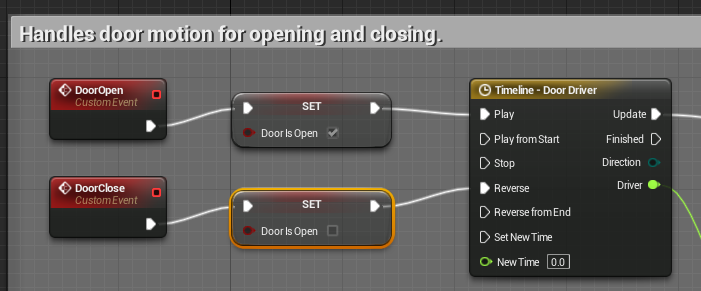 Handles door motion for opening and closing.
DoorOpen
Custom Event
SET
Door Is Open
DoorClose
Custom Event
SET
Door Is Open
Timeline - Door Driver
Play
Update
Play from Start
Finished
Stop
Direction
Reverse
Driver
Reverse from End
Set New Time
New Time 0.0